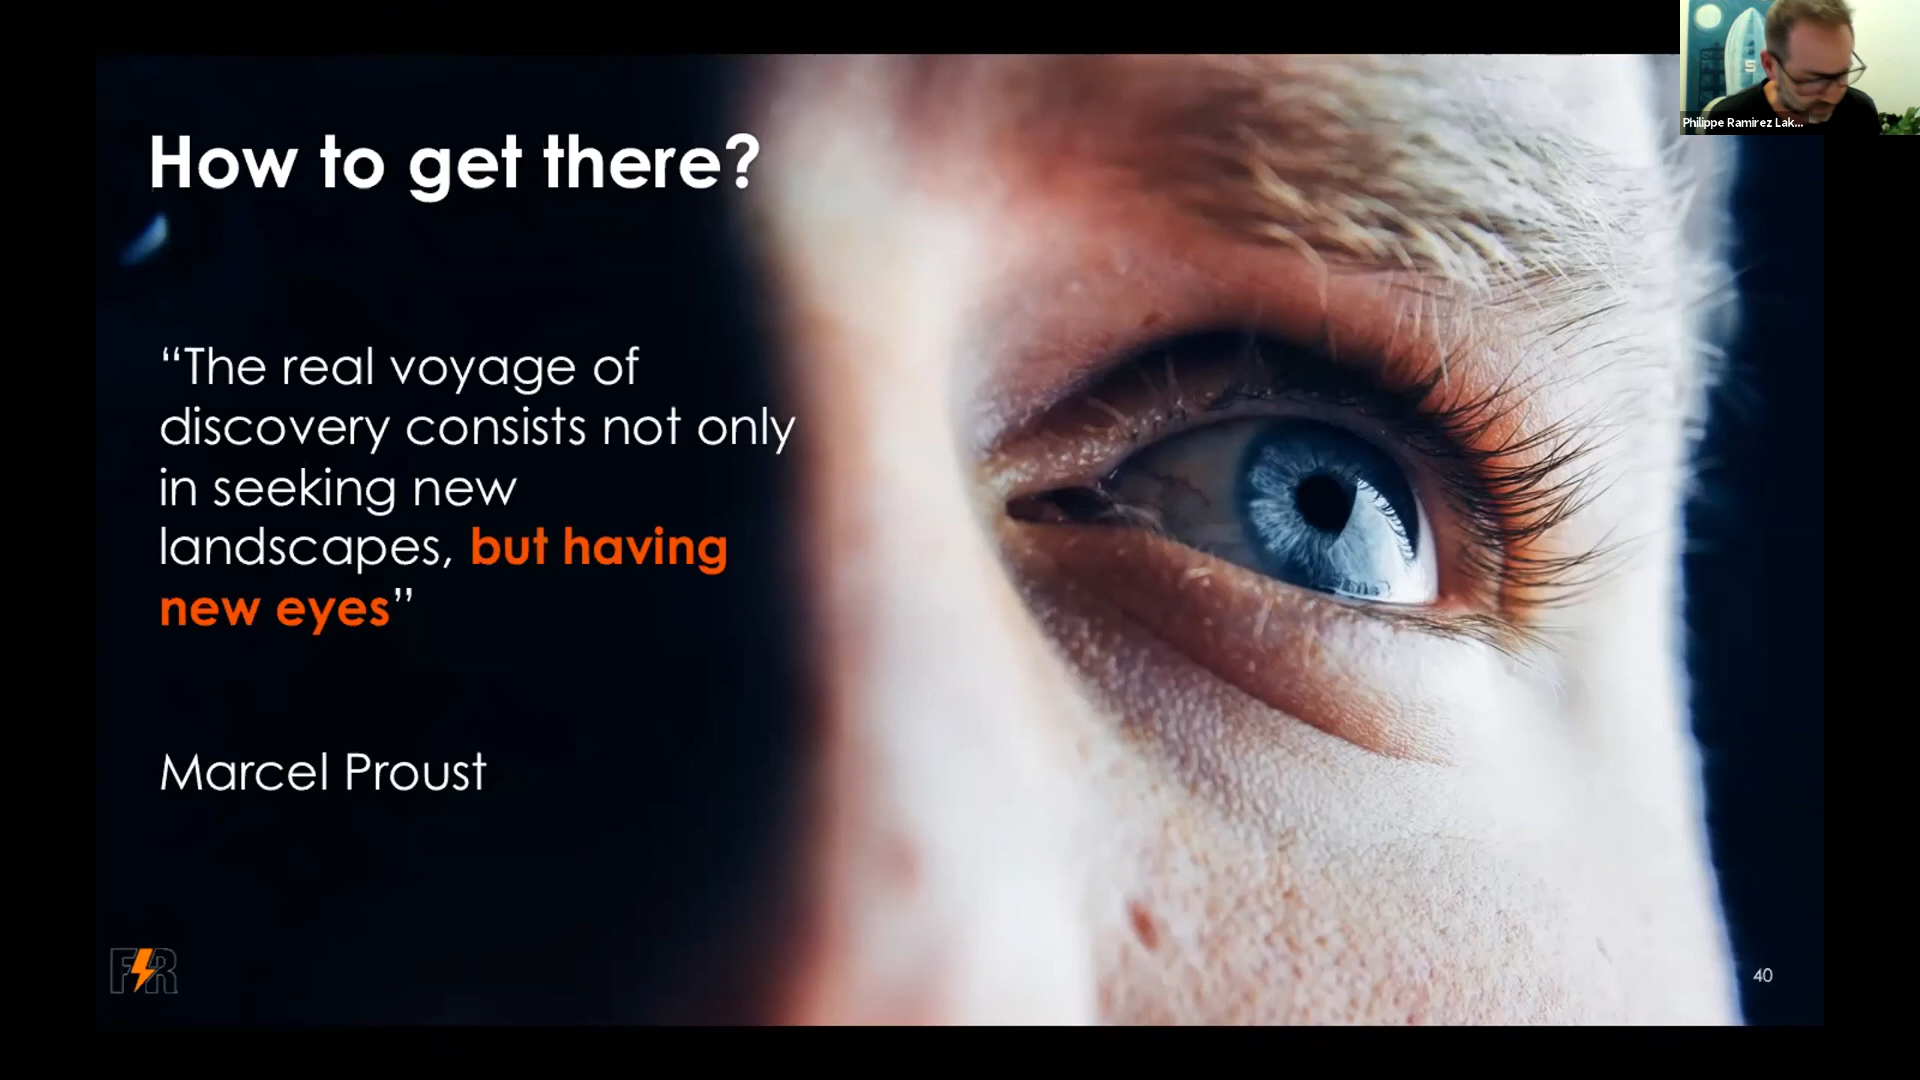 How to get there?
“The real voyage of
discovery consists not only
in seeking new
landscapes, but having
new eyes”
Marcel Proust
Philippe Ramirez Lak...
S
F R
40